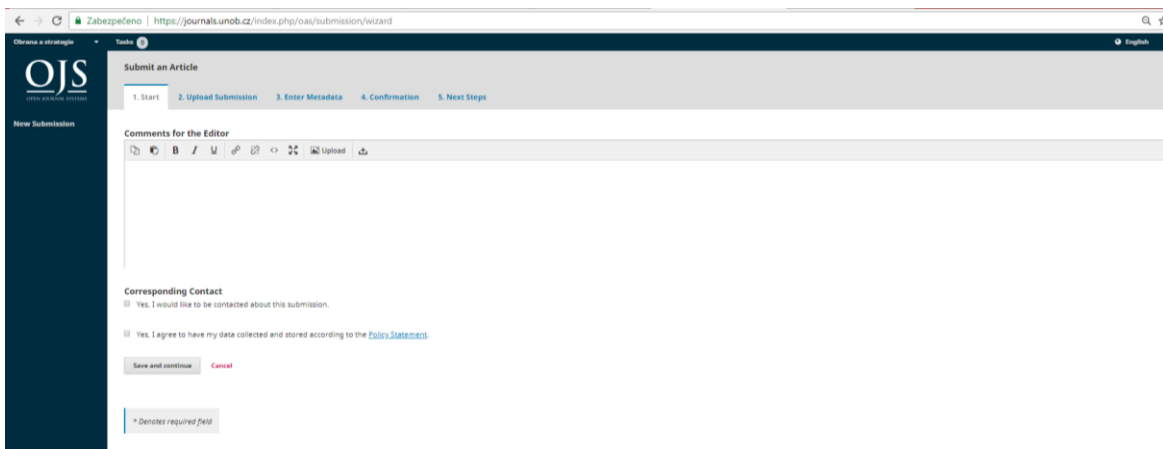 Zabezpečeno | https://journals.unob.cz/index.php/oas/submission/wizard
Obrana a strategie Tasks 0 English
OJS
OPEN JOURNAL SYSTEMS
Submit an Article
1. Start 2. Upload Submission 3. Enter Metadata 4. Confirmation 5. Next Steps
New Submission
Comments for the Editor
B I U Upload
Corresponding Contact
Yes, I would like to be contacted about this submission.
Yes, I agree to have my data collected and stored according to the Policy Statement.
Save and continue Cancel
* Denotes required field